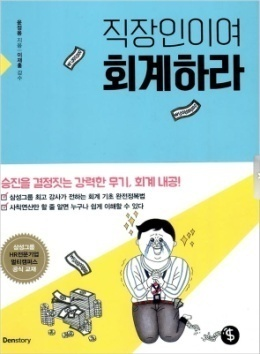 윤정용 지음 | 이재홍 감수
직장인이여
회계하라
승진을 결정짓는 강력한 무기, 회계 내공!
삼성그룹 최고 강사가 전하는 회계 기초 완전정복법
사칙연산만 할 줄 알면 누구나 쉽게 이해할 수 있다
삼성그룹
HR전문기업
멀티캠퍼스
공식 교재
$
Denstory